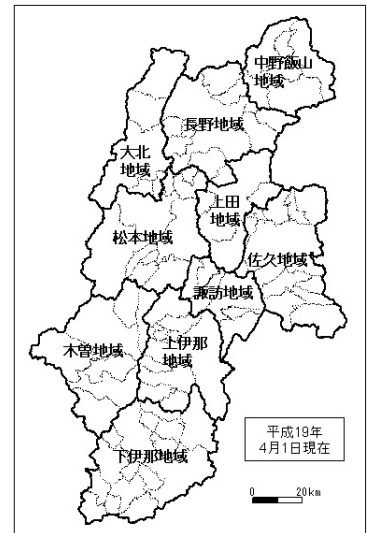 中野飯山
地域
長野地域
大北
地域
上田
地域
松本地域
佐久地域
諏訪地域
木曽地域
上伊那
地域
下伊那地域
平成19年
4月1日現在
0 20km